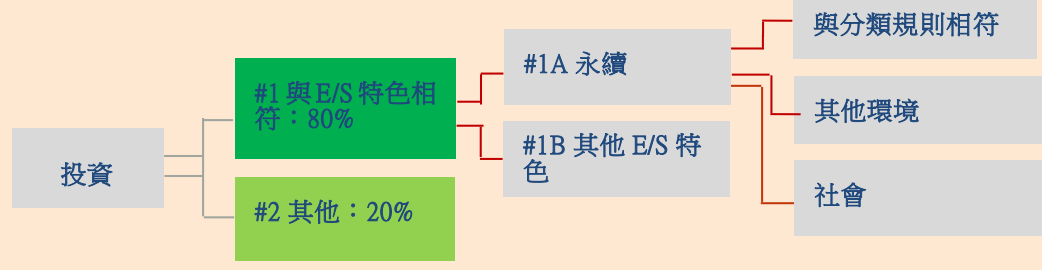 投資
#1 與 E/S 特色相
符：80%
#2 其他：20%
#1A 永續
#1B 其他 E/S 特
色
與分類規則相符
其他環境
社會